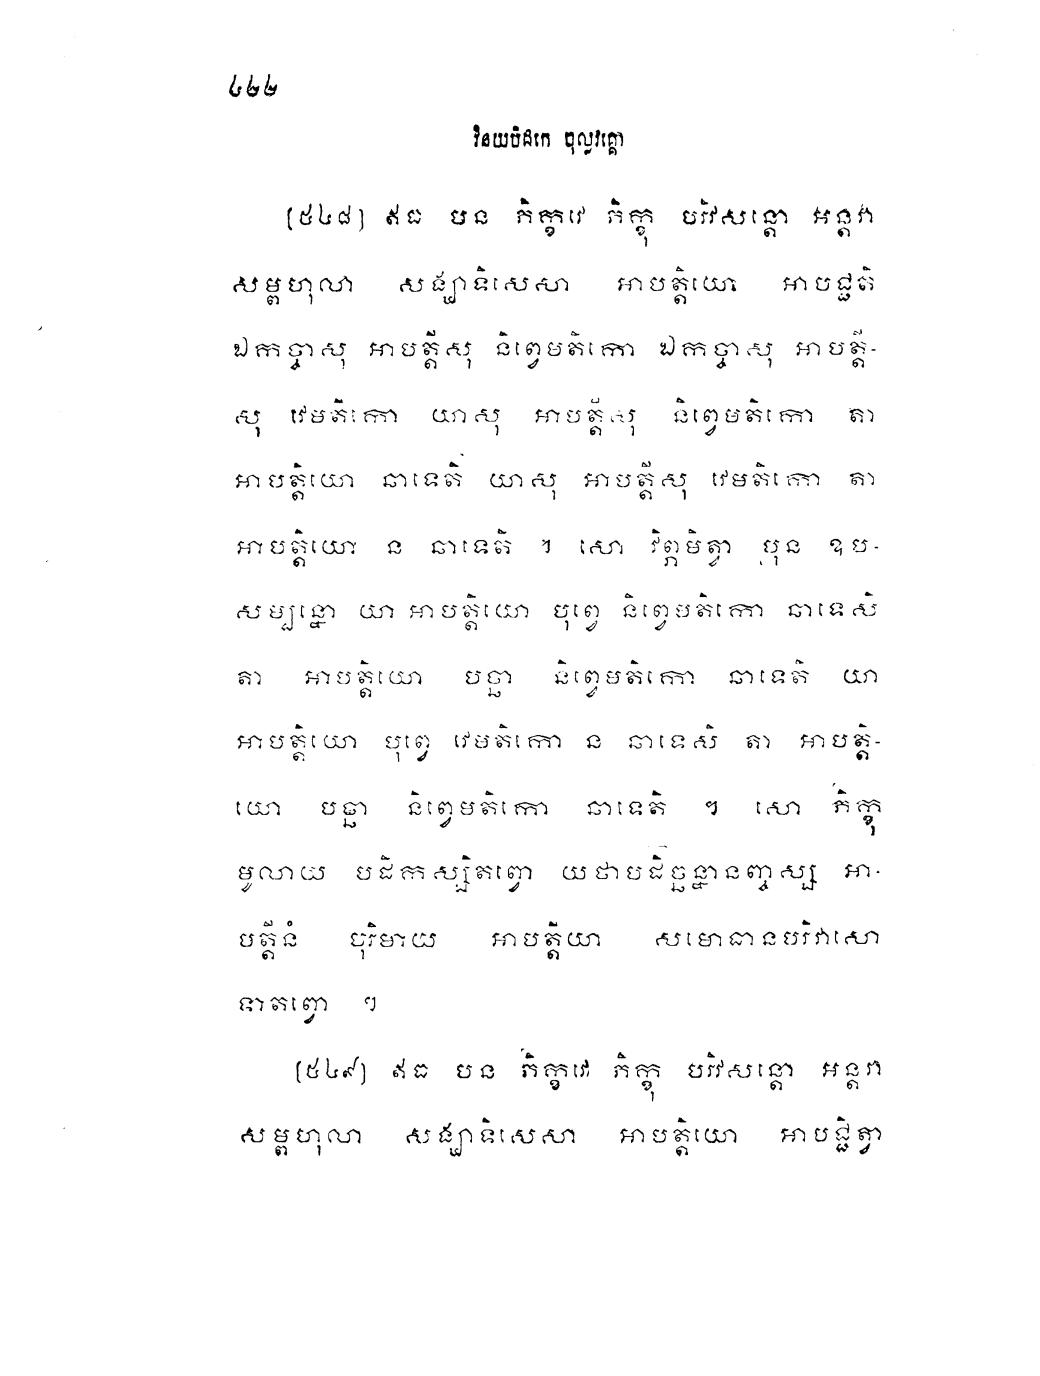 ៤២២
វិនយបិដកេ ចុល្លវគ្គោ
[៥៤៨] ឥធ បន ភិក្ខវេ ភិក្ខុ បរិវសន្តោ អន្តរា
សម្ពហុលា សង្ឃាទិសេសា អាបត្តិយោ អាបជ្ជតិ
ឯកច្ចាសុ អាបត្តីសុ និព្វេមតិកោ ឯកច្ចាសុ អាបត្តី-
សុ វេមតិកោ យាសុ អាបត្តីសុ និព្វេមតិកោ តា
អាបត្តិយោ ឆាទេតិ យាសុ អាបត្តីសុ វេមតិកោ តា
អាបត្តិយោ ន ឆាទេតិ ។ សោ វិព្ភមិត្វា បុន ឧប-
សម្បន្នោ យា អាបត្តិយោ បុព្វេ និព្វេមតិកោ ឆាទេសិ
តា អាបត្តិយោ បច្ឆា និព្វេមតិកោ ឆាទេតិ យា
អាបត្តិយោ បុព្វេ វេមតិកោ ន ឆាទេសិ តា អាបត្តិ-
យោ បច្ឆា និព្វេមតិកោ ឆាទេតិ ។ សោ ភិក្ខុ
មូលាយ បដិកស្សិតព្វោ យថាបដិច្ឆន្នានញ្ចស្ស អា-
បត្តីនំ បុរិមាយ អាបត្តិយា សមោធានបរិវាសោ
ទាតព្វោ ។
[៥៤៩] ឥធ បន ភិក្ខវេ ភិក្ខុ បរិវសន្តោ អន្តរា
សម្ពហុលា សង្ឃាទិសេសា អាបត្តិយោ អាបជ្ជិត្វា